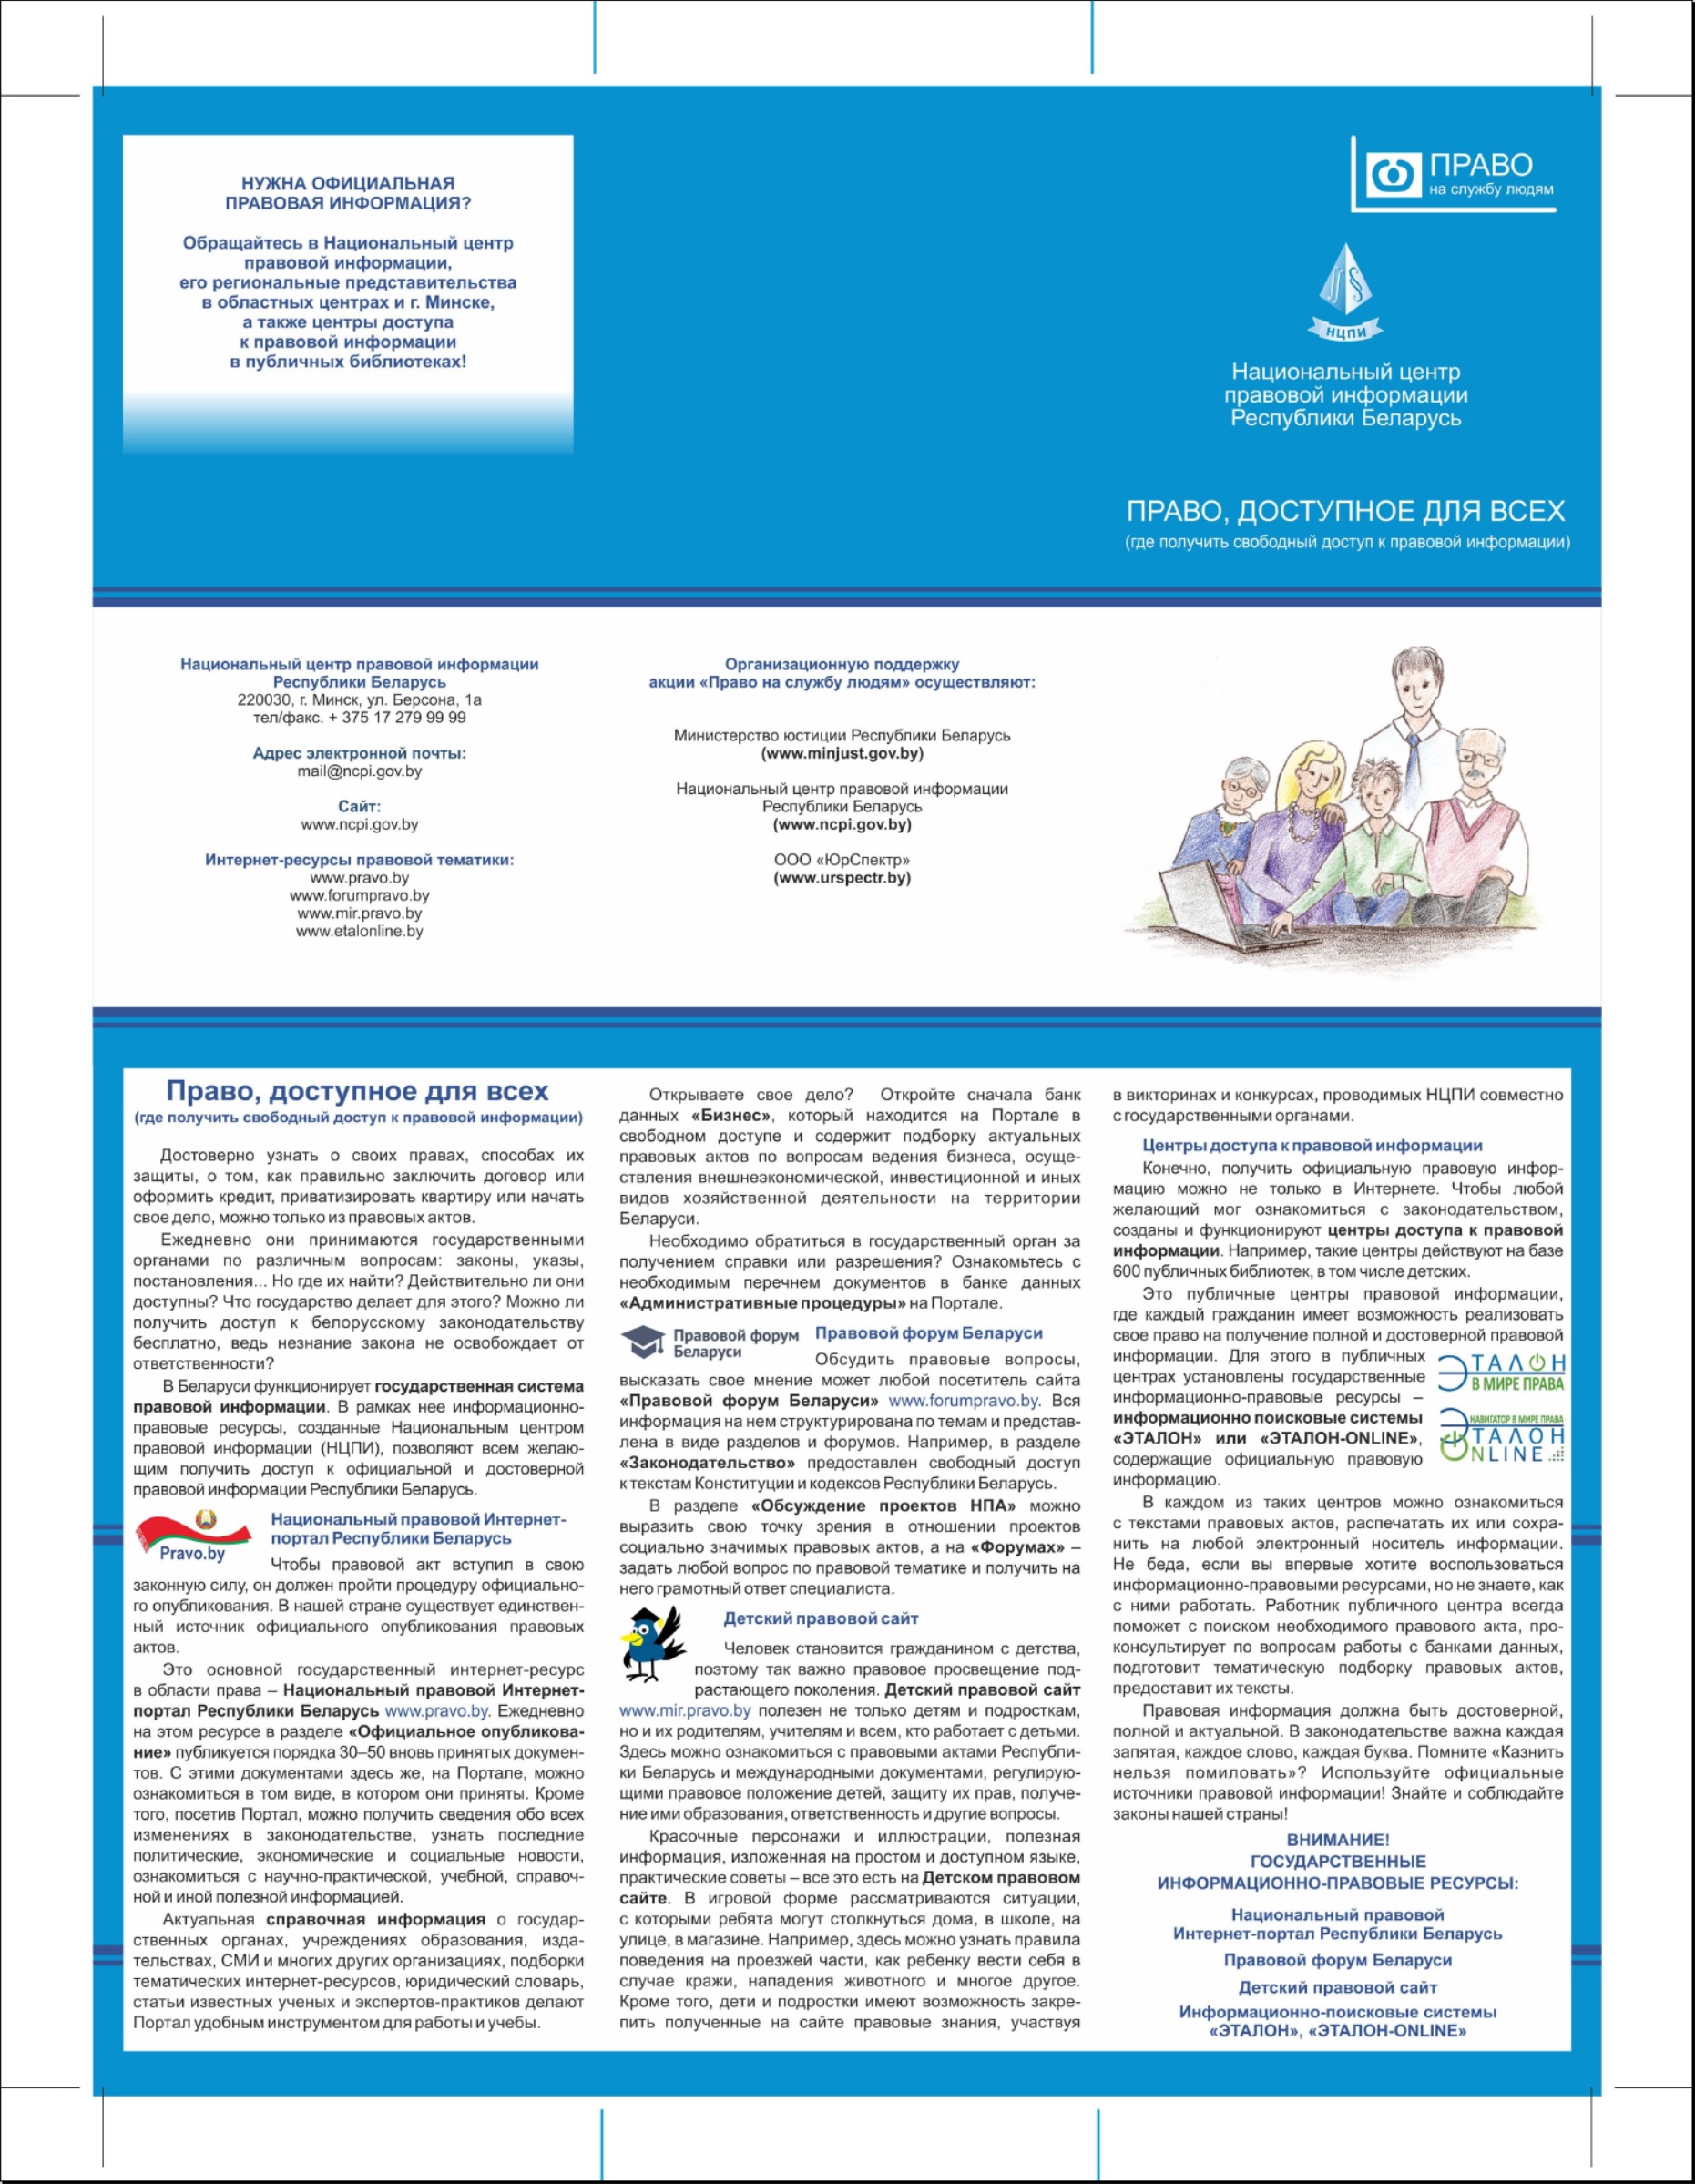 НУЖНА ОФИЦИАЛЬНАЯ
ПРАВОВАЯ ИНФОРМАЦИЯ?
Обращайтесь в Национальный центр
правовой информации,
его региональные представительства
в областных центрах и г. Минске,
а также центры доступа
к правовой информации
в публичных библиотеках!
ПРАВО
на службу людям
НЦПИ
Национальный центр
правовой информации
Республики Беларусь
ПРАВО, ДОСТУПНОЕ ДЛЯ ВСЕХ
(где получить свободный доступ к правовой информации)
Национальный центр правовой информации
Республики Беларусь
220030, г. Минск, ул. Берсона, 1а
тел/факс. + 375 17 279 99 99
Адрес электронной почты:
mail@ncpi.gov.by
Сайт:
www.ncpi.gov.by
Интернет-ресурсы правовой тематики:
www.pravo.by
www.forumpravo.by
www.mir.pravo.by
www.etalonline.by
Организационную поддержку
акции «Право на службу людям» осуществляют:
Министерство юстиции Республики Беларусь
(www.minjust.gov.by)
Национальный центр правовой информации
Республики Беларусь
(www.ncpi.gov.by)
ООО «ЮрСпектр»
(www.urspectr.by)
Право, доступное для всех
(где получить свободный доступ к правовой информации)
Достоверно узнать о своих правах, способах их
защиты, о том, как правильно заключить договор или
оформить кредит, приватизировать квартиру или начать
свое дело, можно только из правовых актов.
Ежедневно они принимаются государственными
органами по различным вопросам: законы, указы,
постановления... Но где их найти? Действительно ли они
доступны? Что государство делает для этого? Можно ли
получить доступ к белорусскому законодательству
бесплатно, ведь незнание закона не освобождает от
ответственности?
В Беларуси функционирует государственная система
правовой информации. В рамках нее информационно-
правовые ресурсы, созданные Национальным центром
правовой информации (НЦПИ), позволяют всем желаю-
щим получить доступ к официальной и достоверной
правовой информации Республики Беларусь.
Pravo.by
Национальный правовой Интернет-
портал Республики Беларусь
Чтобы правовой акт вступил в свою
законную силу, он должен пройти процедуру официально-
го опубликования. В нашей стране существует единствен-
ный источник официального опубликования правовых
актов.
Это основной государственный интернет-ресурс
в области права – Национальный правовой Интернет-
портал Республики Беларусь www.pravo.by. Ежедневно
на этом ресурсе в разделе «Официальное опубликова-
ние» публикуется порядка 30–50 вновь принятых докумен-
тов. С этими документами здесь же, на Портале, можно
ознакомиться в том виде, в котором они приняты. Кроме
того, посетив Портал, можно получить сведения обо всех
изменениях в законодательстве, узнать последние
политические, экономические и социальные новости,
ознакомиться с научно-практической, учебной, справоч-
ной и иной полезной информацией.
Актуальная справочная информация о государ-
ственных органах, учреждениях образования, изда-
тельствах, СМИ и многих других организациях, подборки
тематических интернет-ресурсов, юридический словарь,
статьи известных ученых и экспертов-практиков делают
Портал удобным инструментом для работы и учебы.
Открываете свое дело? Откройте сначала банк
данных «Бизнес», который находится на Портале в
свободном доступе и содержит подборку актуальных
правовых актов по вопросам ведения бизнеса, осуще-
ствления внешнеэкономической, инвестиционной и иных
видов хозяйственной деятельности на территории
Беларуси.
Необходимо обратиться в государственный орган за
получением справки или разрешения? Ознакомьтесь с
необходимым перечнем документов в банке данных
«Административные процедуры» на Портале.
Правовой форум
Беларуси
Правовой форум Беларуси
Обсудить правовые вопросы,
высказать свое мнение может любой посетитель сайта
«Правовой форум Беларуси» www.forumpravo.by. Вся
информация на нем структурирована по темам и представ-
лена в виде разделов и форумов. Например, в разделе
«Законодательство» предоставлен свободный доступ
к текстам Конституции и кодексов Республики Беларусь.
В разделе «Обсуждение проектов НПА» можно
выразить свою точку зрения в отношении проектов
социально значимых правовых актов, а на «Форумах» –
задать любой вопрос по правовой тематике и получить на
него грамотный ответ специалиста.
Детский правовой сайт
Человек становится гражданином с детства,
поэтому так важно правовое просвещение под-
растающего поколения. Детский правовой сайт
www.mir.pravo.by полезен не только детям и подросткам,
но и их родителям, учителям и всем, кто работает с детьми.
Здесь можно ознакомиться с правовыми актами Республи-
ки Беларусь и международными документами, регулирую-
щими правовое положение детей, защиту их прав, получе-
ние ими образования, ответственность и другие вопросы.
Красочные персонажи и иллюстрации, полезная
информация, изложенная на простом и доступном языке,
практические советы – все это есть на Детском правовом
сайте. В игровой форме рассматриваются ситуации,
с которыми ребята могут столкнуться дома, в школе, на
улице, в магазине. Например, здесь можно узнать правила
поведения на проезжей части, как ребенку вести себя в
случае кражи, нападения животного и многое другое.
Кроме того, дети и подростки имеют возможность закре-
пить полученные на сайте правовые знания, участвуя
в викторинах и конкурсах, проводимых НЦПИ совместно
с государственными органами.
Центры доступа к правовой информации
Конечно, получить официальную правовую инфор-
мацию можно не только в Интернете. Чтобы любой
желающий мог ознакомиться с законодательством,
созданы и функционируют центры доступа к правовой
информации. Например, такие центры действуют на базе
600 публичных библиотек, в том числе детских.
Это публичные центры правовой информации,
где каждый гражданин имеет возможность реализовать
свое право на получение полной и достоверной правовой
информации. Для этого в публичных
центрах установлены государственные
информационно-правовые ресурсы –
информационно поисковые системы
«ЭТАЛОН» или «ЭТАЛОН-ONLINE»,
содержащие официальную правовую
информацию.
ЭТАЛОН
В МИРЕ ПРАВА
НАВИГАТОР В МИРЕ ПРАВА
ЭТАЛОН
ONLINE
В каждом из таких центров можно ознакомиться
с текстами правовых актов, распечатать их или сохра-
нить на любой электронный носитель информации.
Не беда, если вы впервые хотите воспользоваться
информационно-правовыми ресурсами, но не знаете, как
с ними работать. Работник публичного центра всегда
поможет с поиском необходимого правового акта, про-
консультирует по вопросам работы с банками данных,
подготовит тематическую подборку правовых актов,
предоставит их тексты.
Правовая информация должна быть достоверной,
полной и актуальной. В законодательстве важна каждая
запятая, каждое слово, каждая буква. Помните «Казнить
нельзя помиловать»? Используйте официальные
источники правовой информации! Знайте и соблюдайте
законы нашей страны!
ВНИМАНИЕ!
ГОСУДАРСТВЕННЫЕ
ИНФОРМАЦИОННО-ПРАВОВЫЕ РЕСУРСЫ:
Национальный правовой
Интернет-портал Республики Беларусь
Правовой форум Беларуси
Детский правовой сайт
Информационно-поисковые системы
«ЭТАЛОН», «ЭТАЛОН-ONLINE»